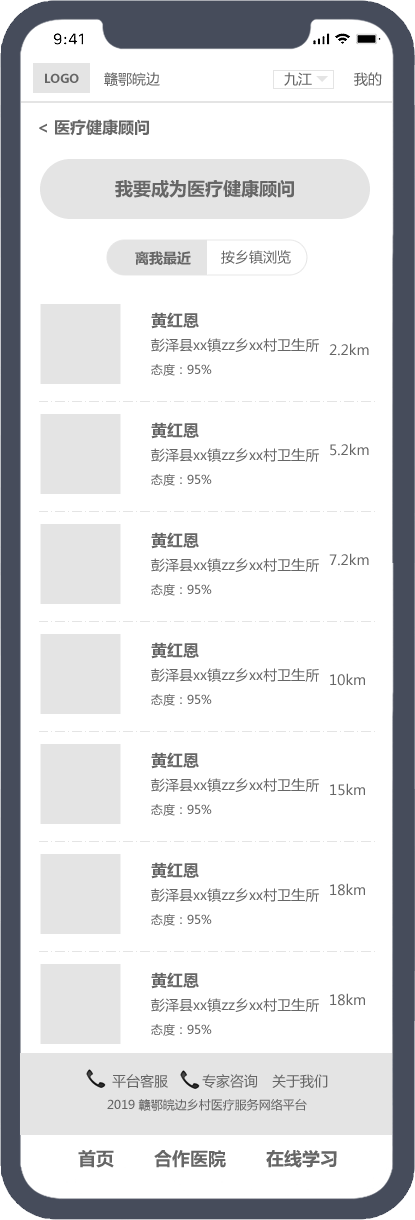 9:41
LOGO 赣鄂皖边 九江 我的
< 医疗健康顾问
我要成为医疗健康顾问
离我最近 按乡镇浏览
黄红恩
彭泽县xx镇zz乡xx村卫生所 2.2km
态度：95%
黄红恩
彭泽县xx镇zz乡xx村卫生所 5.2km
态度：95%
黄红恩
彭泽县xx镇zz乡xx村卫生所 7.2km
态度：95%
黄红恩
彭泽县xx镇zz乡xx村卫生所 10km
态度：95%
黄红恩
彭泽县xx镇zz乡xx村卫生所 15km
态度：95%
黄红恩
彭泽县xx镇zz乡xx村卫生所 18km
态度：95%
黄红恩
彭泽县xx镇zz乡xx村卫生所 18km
态度：95%
平台客服 专家咨询 关于我们
2019 赣鄂皖边乡村医疗服务网络平台
首页 合作医院 在线学习